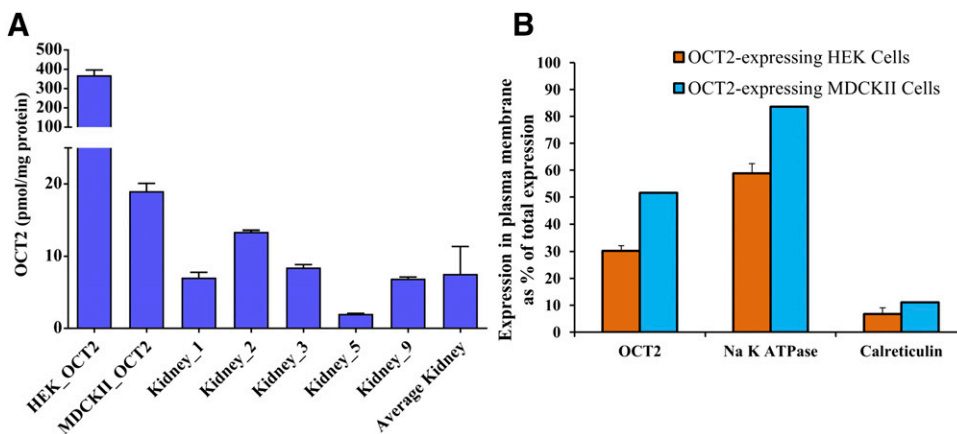 A
OCT2 (pmol/mg protein)
500
400
300
200
100
20
10
0
HEK_OCT2
MDCKII_OCT2
Kidney_1
Kidney_2
Kidney_3
Kidney_5
Kidney_9
Average Kidney
B
OCT2-expressing HEK Cells
OCT2-expressing MDCKII Cells
Expression in plasma membrane
as % of total expression
100
90
80
70
60
50
40
30
20
10
0
OCT2
Na K ATPase
Calreticulin